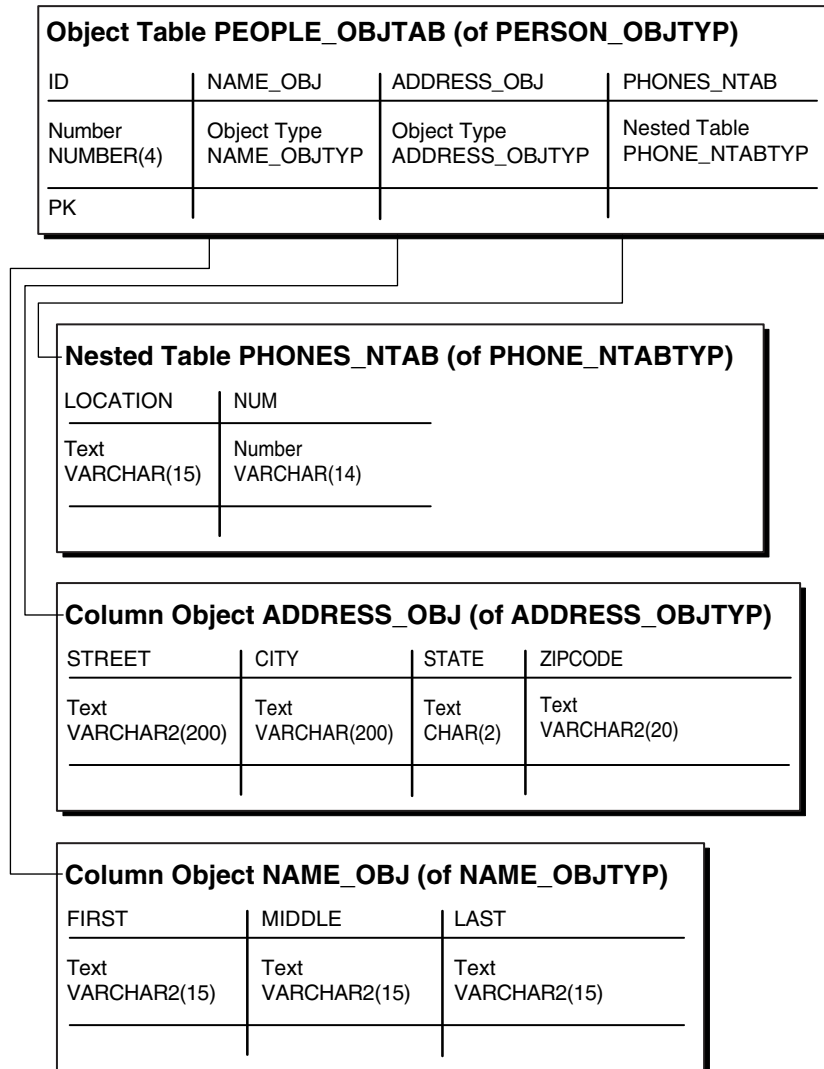 Object Table PEOPLE_OBJTAB (of PERSON_OBJTYP)
ID NAME_OBJ ADDRESS_OBJ PHONES_NTAB
Number Object Type Object Type Nested Table
NUMBER(4) NAME_OBJTYP ADDRESS_OBJTYP PHONE_NTABTYP
PK
Nested Table PHONES_NTAB (of PHONE_NTABTYP)
LOCATION NUM
Text Number
VARCHAR(15) VARCHAR(14)
Column Object ADDRESS_OBJ (of ADDRESS_OBJTYP)
STREET CITY STATE ZIPCODE
Text Text Text Text
VARCHAR2(200) VARCHAR(200) CHAR(2) VARCHAR2(20)
Column Object NAME_OBJ (of NAME_OBJTYP)
FIRST MIDDLE LAST
Text Text Text
VARCHAR2(15) VARCHAR2(15) VARCHAR2(15)